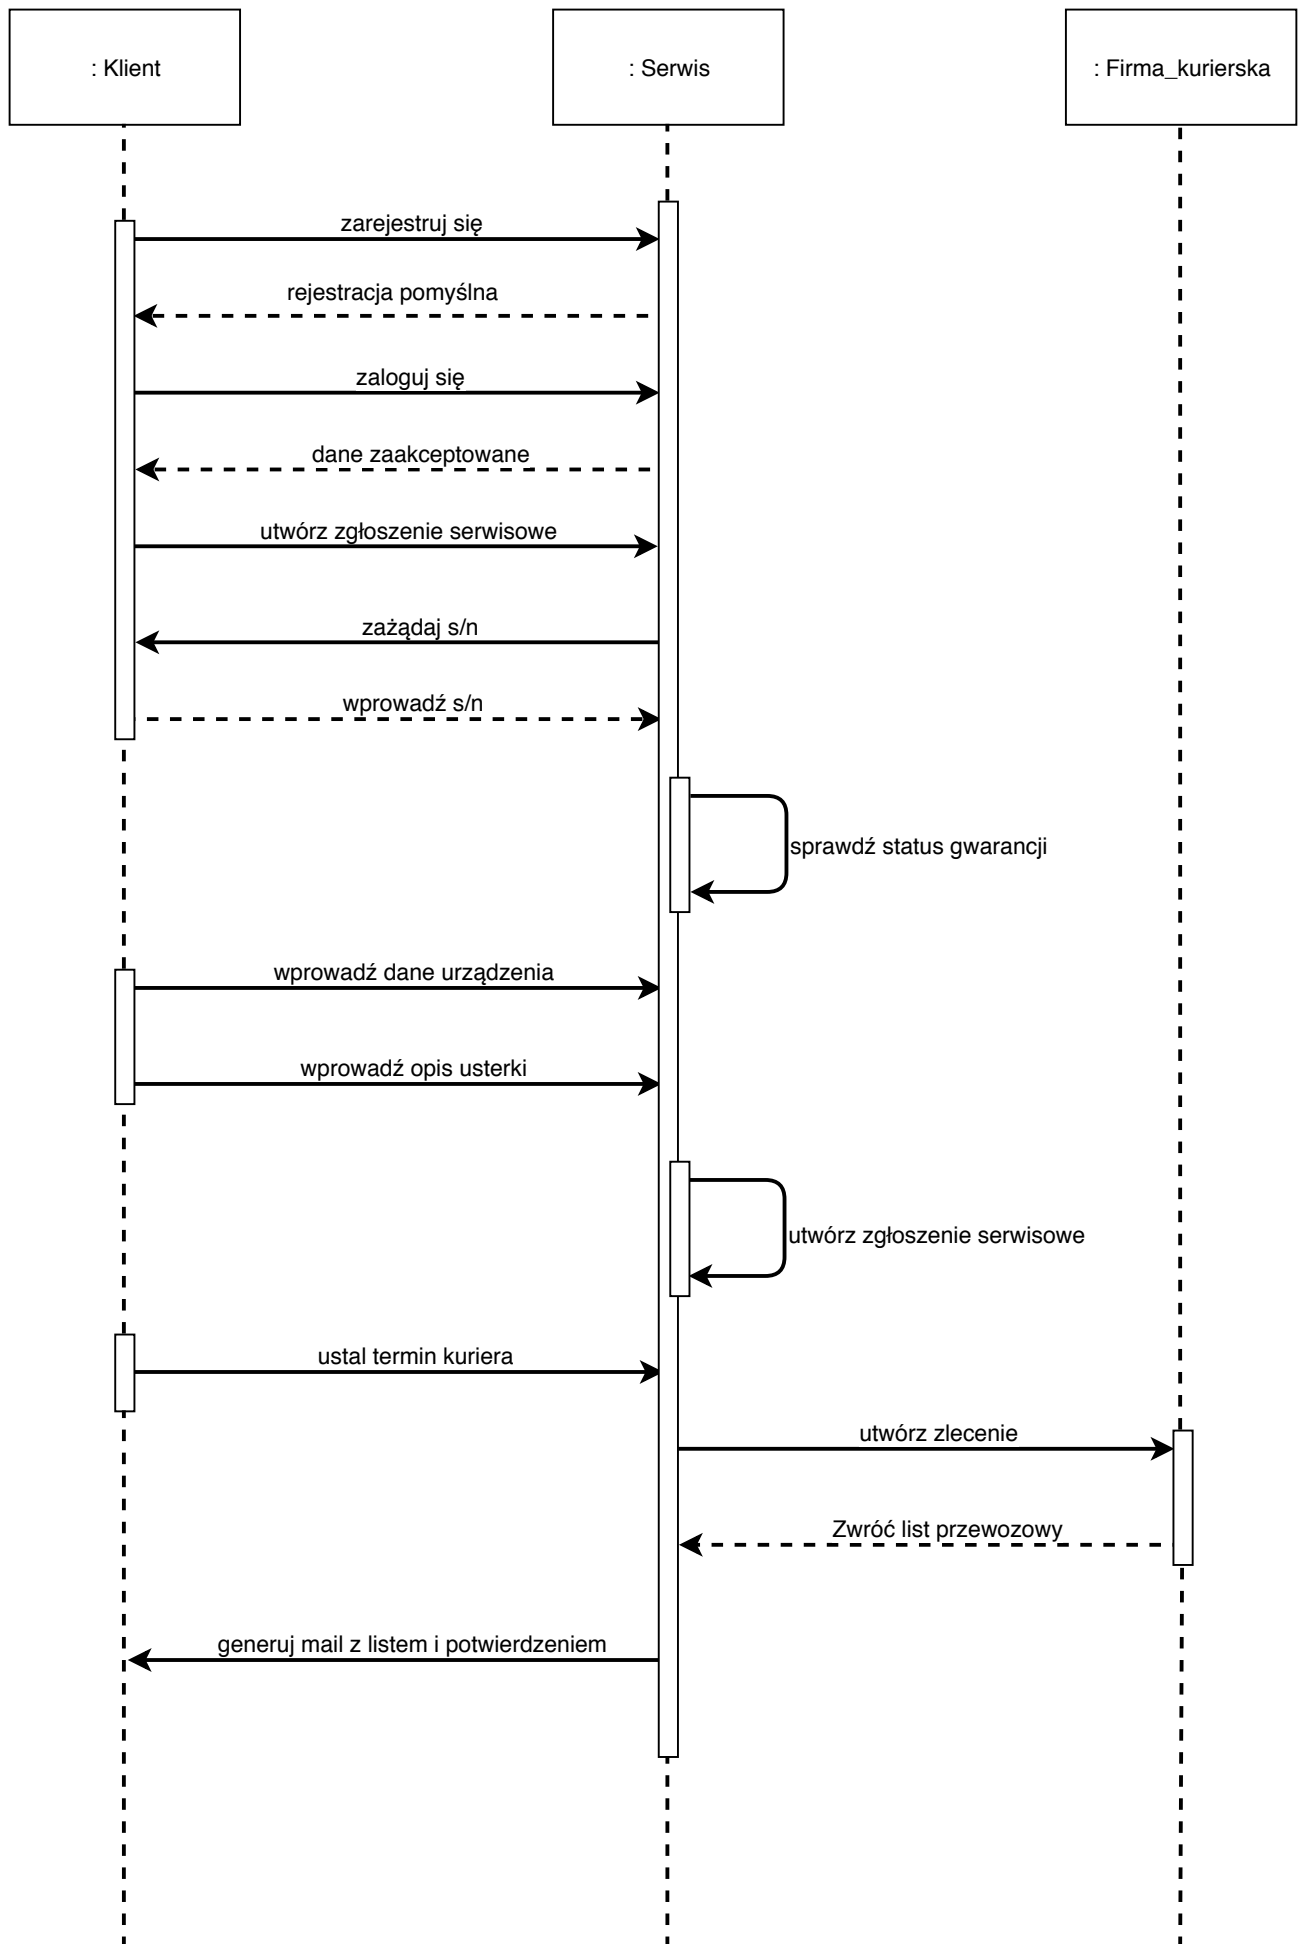 : Klient
: Serwis
: Firma_kurierska
zarejestruj się
rejestracja pomyślna
zaloguj się
dane zaakceptowane
utwórz zgłoszenie serwisowe
zażądaj s/n
wprowadź s/n
sprawdź status gwarancji
wprowadź dane urządzenia
wprowadź opis usterki
utwórz zgłoszenie serwisowe
ustal termin kuriera
utwórz zlecenie
Zwróć list przewozowy
generuj mail z listem i potwierdzeniem